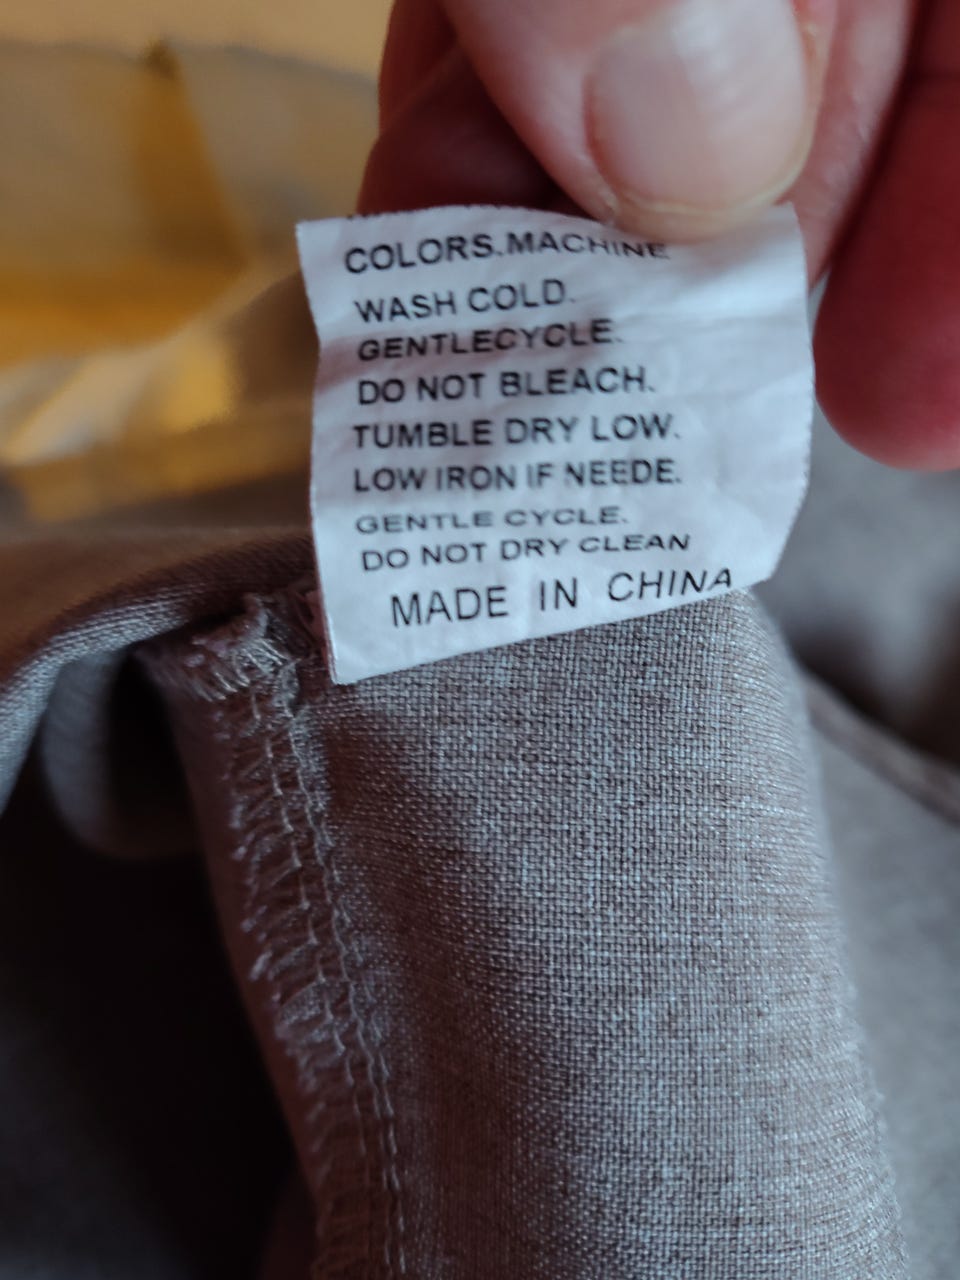 COLORS.MACHINE
WASH COLD.
GENTLECYCLE.
DO NOT BLEACH.
TUMBLE DRY LOW.
LOW IRON IF NEEDE.
GENTLE CYCLE.
DO NOT DRY CLEAN
MADE IN CHINA